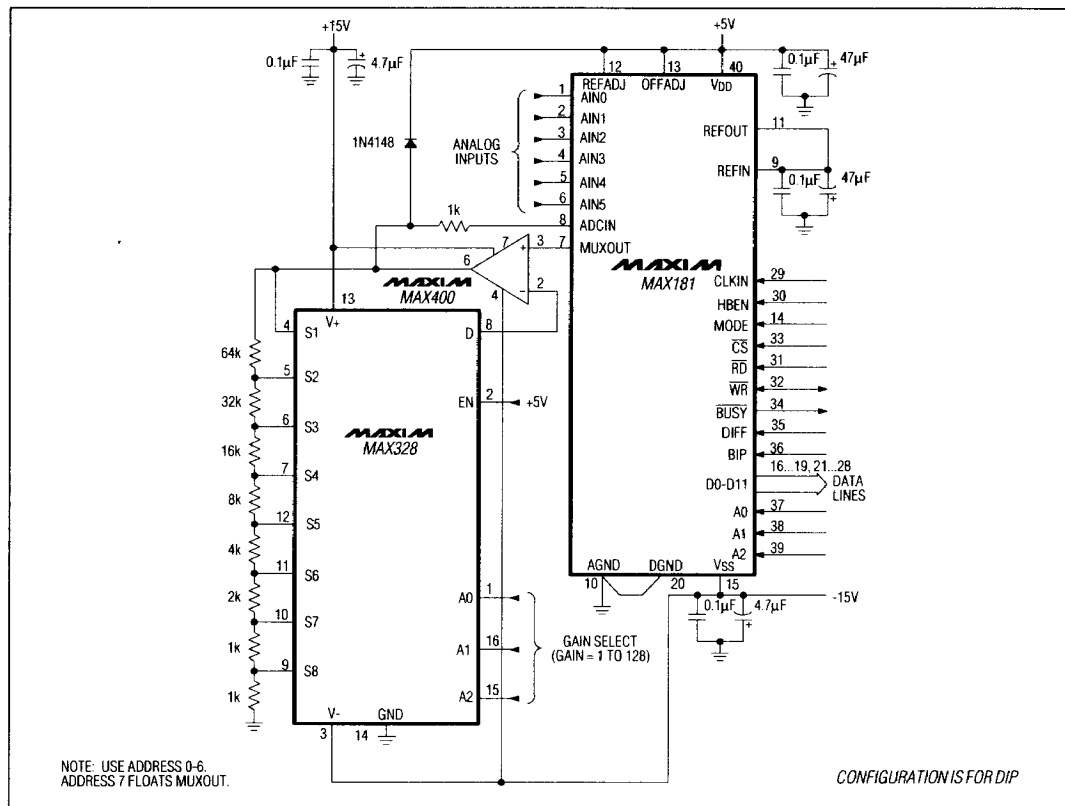 +15V
+5V
0.1µF
4.7µF
0.1µF
47µF
12
13
40
REFADJ
OFFADJ
VDD
1
AIN0
2
AIN1
3
AIN2
4
AIN3
5
AIN4
6
AIN5
8
ADCIN
7
MUXOUT
ANALOG
INPUTS
1N4148
1k
REFOUT
11
REFIN
9
0.1µF
47µF
MAXIM
MAX181
CLKIN
29
HBEN
30
MODE
14
CS
33
RD
31
WR
32
BUSY
34
DIFF
35
BIP
36
D0-D11
16...19, 21...28
DATA
LINES
A0
37
A1
38
A2
39
AGND
DGND
VSS
10
20
15
-15V
0.1µF
4.7µF
6
7
+
3
-
2
4
MAXIM
MAX400
13
V+
4
S1
D
8
64k
5
S2
EN
2
+5V
32k
6
S3
16k
MAXIM
MAX328
7
S4
8k
12
S5
4k
11
S6
2k
A0
1
10
S7
1k
A1
16
9
S8
1k
A2
15
GAIN SELECT
(GAIN = 1 TO 128)
V-
GND
3
14
NOTE: USE ADDRESS 0-6.
ADDRESS 7 FLOATS MUXOUT.
CONFIGURATION IS FOR DIP